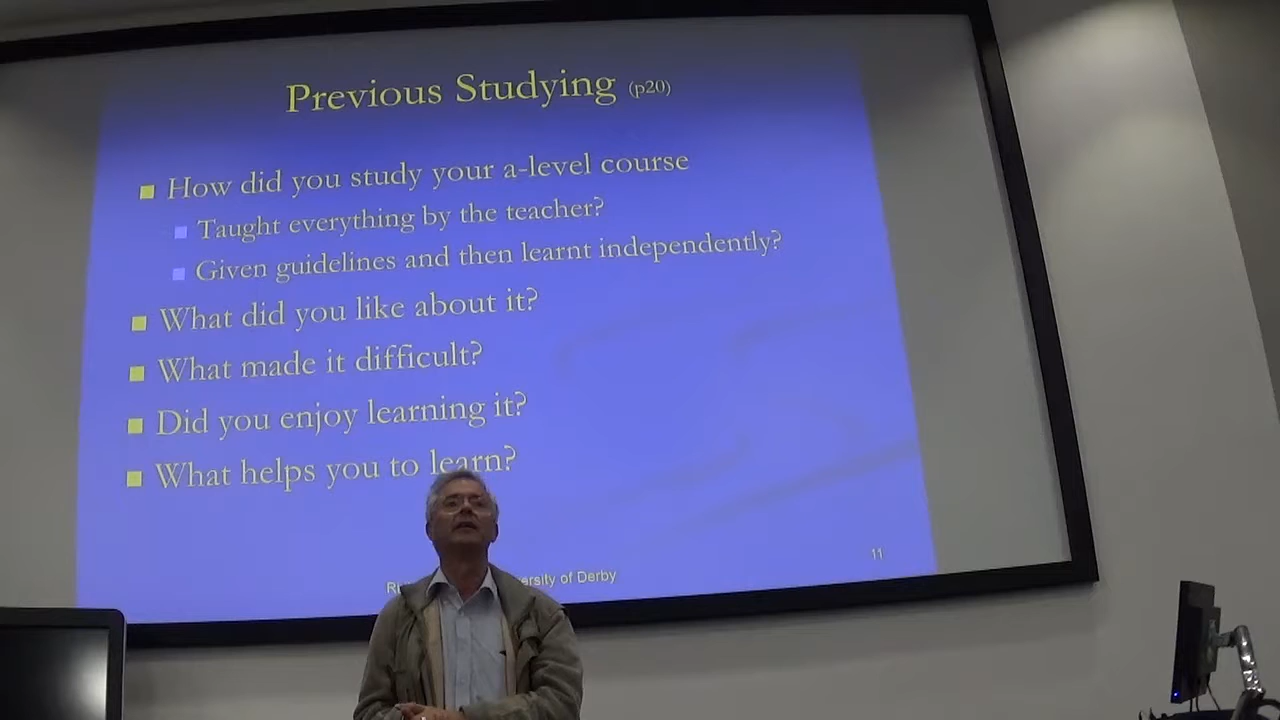 Previous Studying (p20)
How did you study your a-level course
Taught everything by the teacher?
Given guidelines and then learnt independently?
What did you like about it?
What made it difficult?
Did you enjoy learning it?
What helps you to learn?
11
of Derby